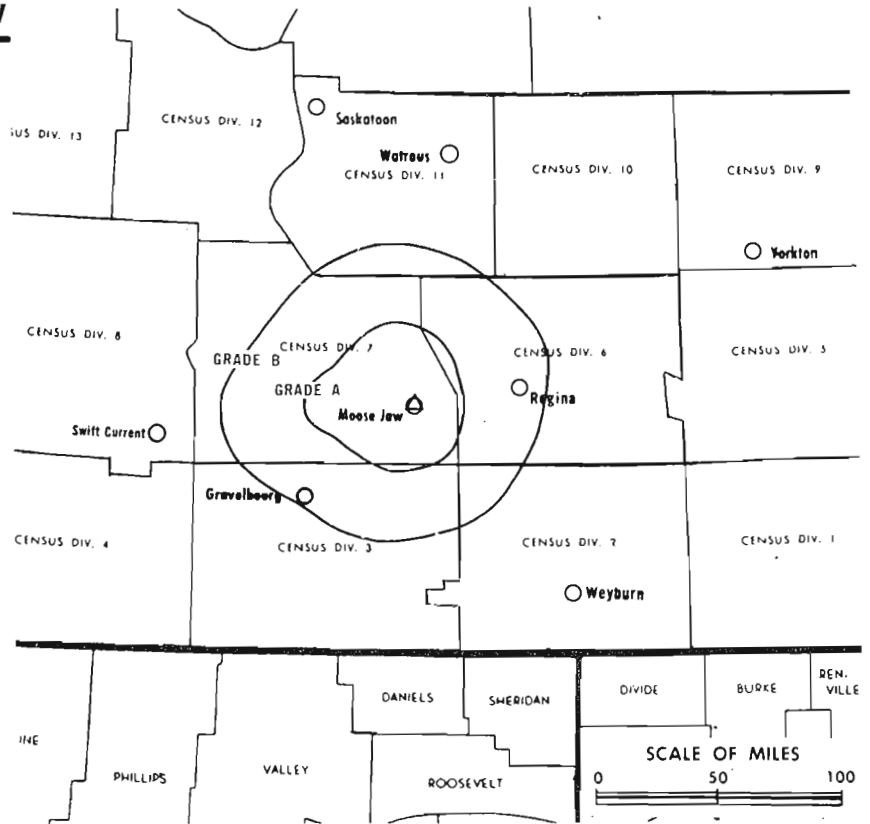 CENSUS DIV. 12
Saskatoon
DIV. 13
Watrous
CENSUS DIV. 11
CENSUS DIV. 10
CENSUS DIV. 9
Yorkton
CENSUS DIV. 8
GRADE B
CENSUS DIV. 7
CENSUS DIV. 6
CENSUS DIV. 5
GRADE A
Regina
Moose Jaw
Swift Current
Gravelbourg
CENSUS DIV. 4
CENSUS DIV. 3
CENSUS DIV. 2
CENSUS DIV. 1
Weyburn
DANIELS
SHERIDAN
DIVIDE
BURKE
REN.
VILLE
INE
PHILLIPS
VALLEY
ROOSEVELT
SCALE OF MILES
0 50 100